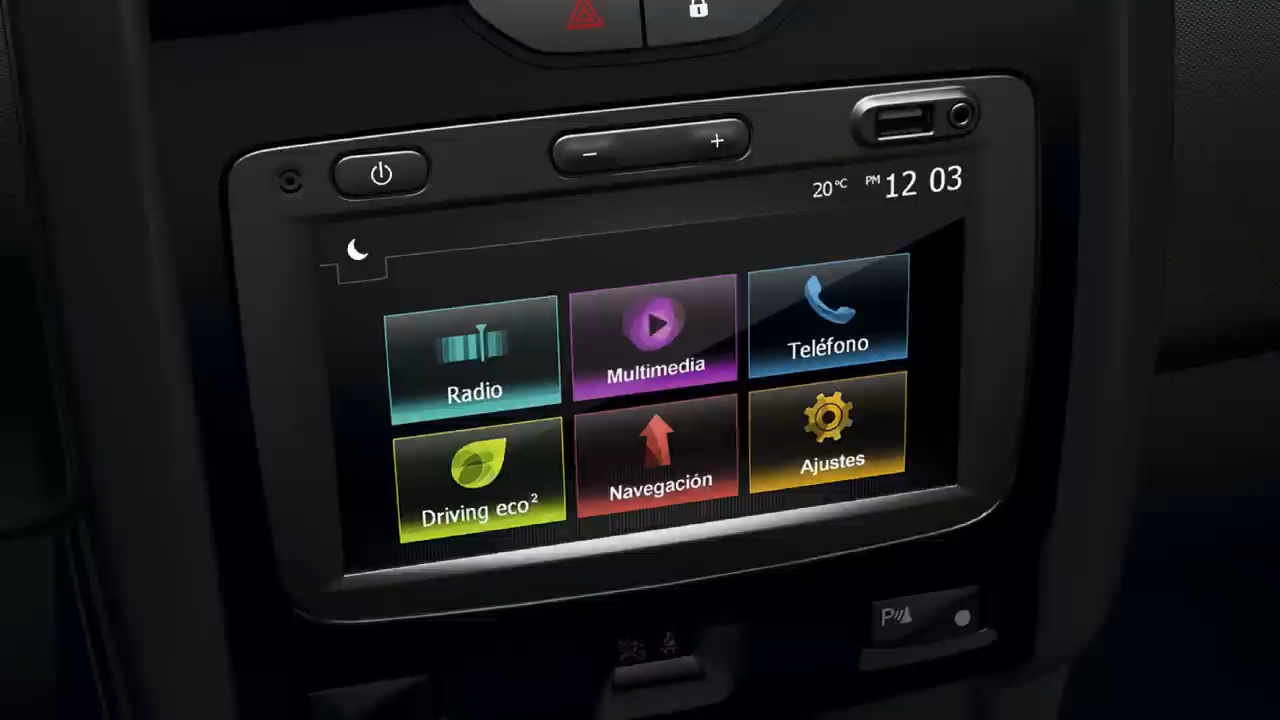 20°C PM 12 03
Radio
Multimedia
Teléfono
Driving eco²
Navegación
Ajustes
P